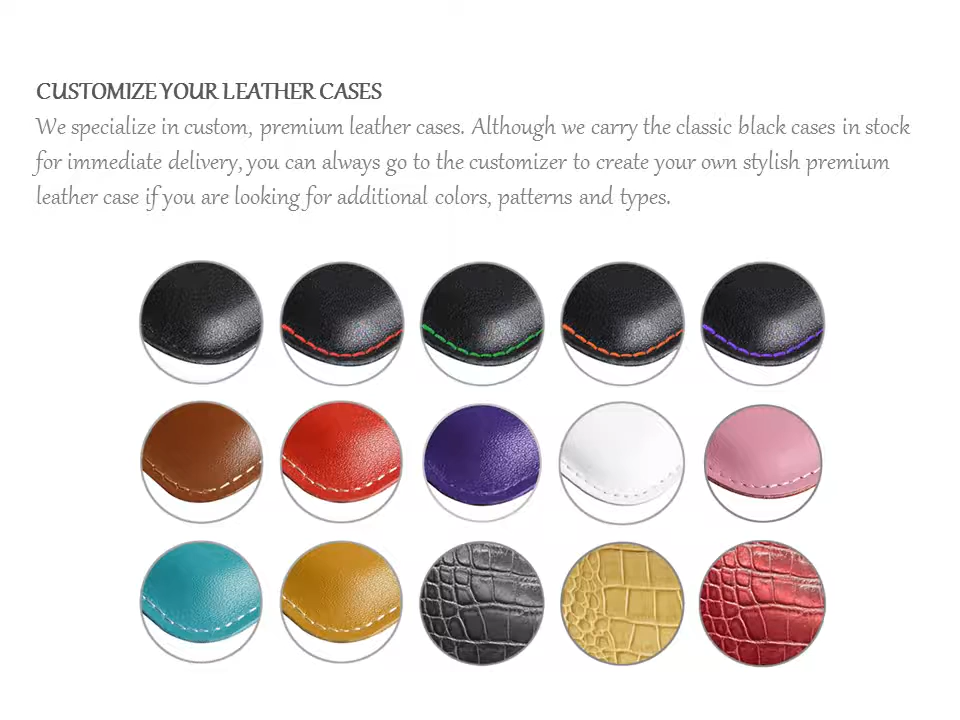 CUSTOMIZE YOUR LEATHER CASES
We specialize in custom, premium leather cases. Although we carry the classic black cases in stock
for immediate delivery, you can always go to the customizer to create your own stylish premium
leather case if you are looking for additional colors, patterns and types.